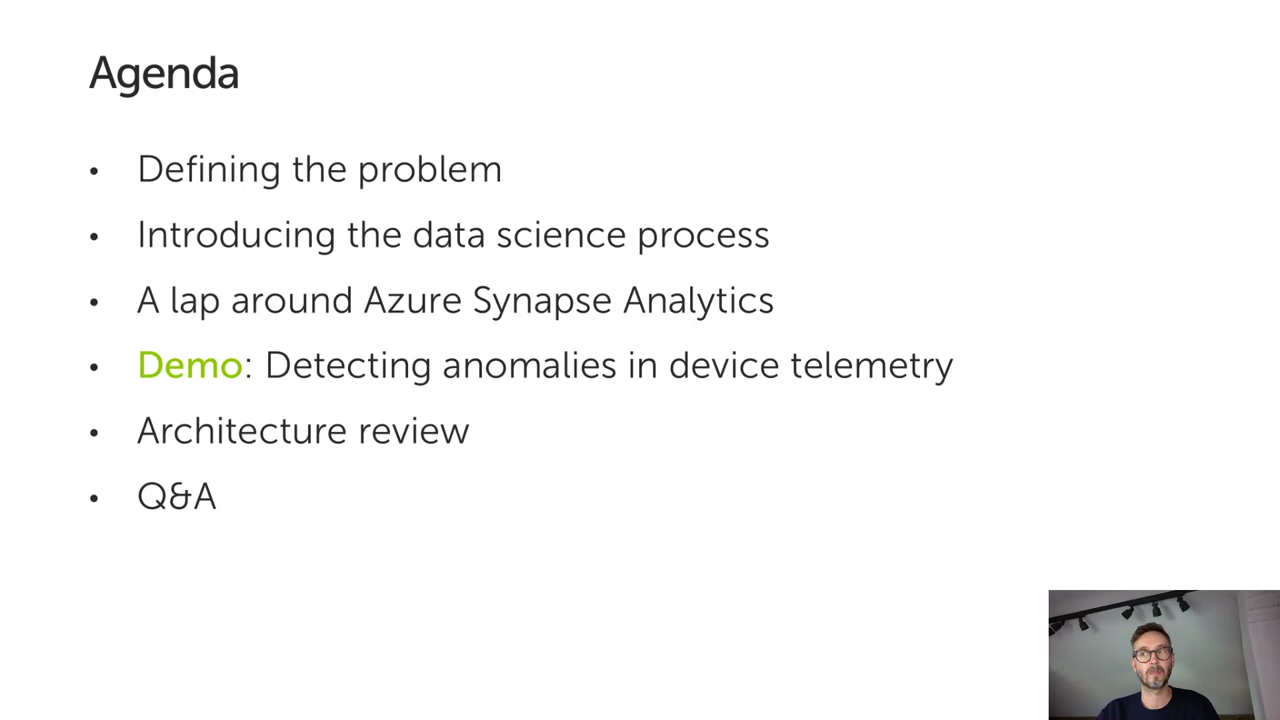 Agenda
• Defining the problem
• Introducing the data science process
• A lap around Azure Synapse Analytics
• Demo: Detecting anomalies in device telemetry
• Architecture review
• Q&A